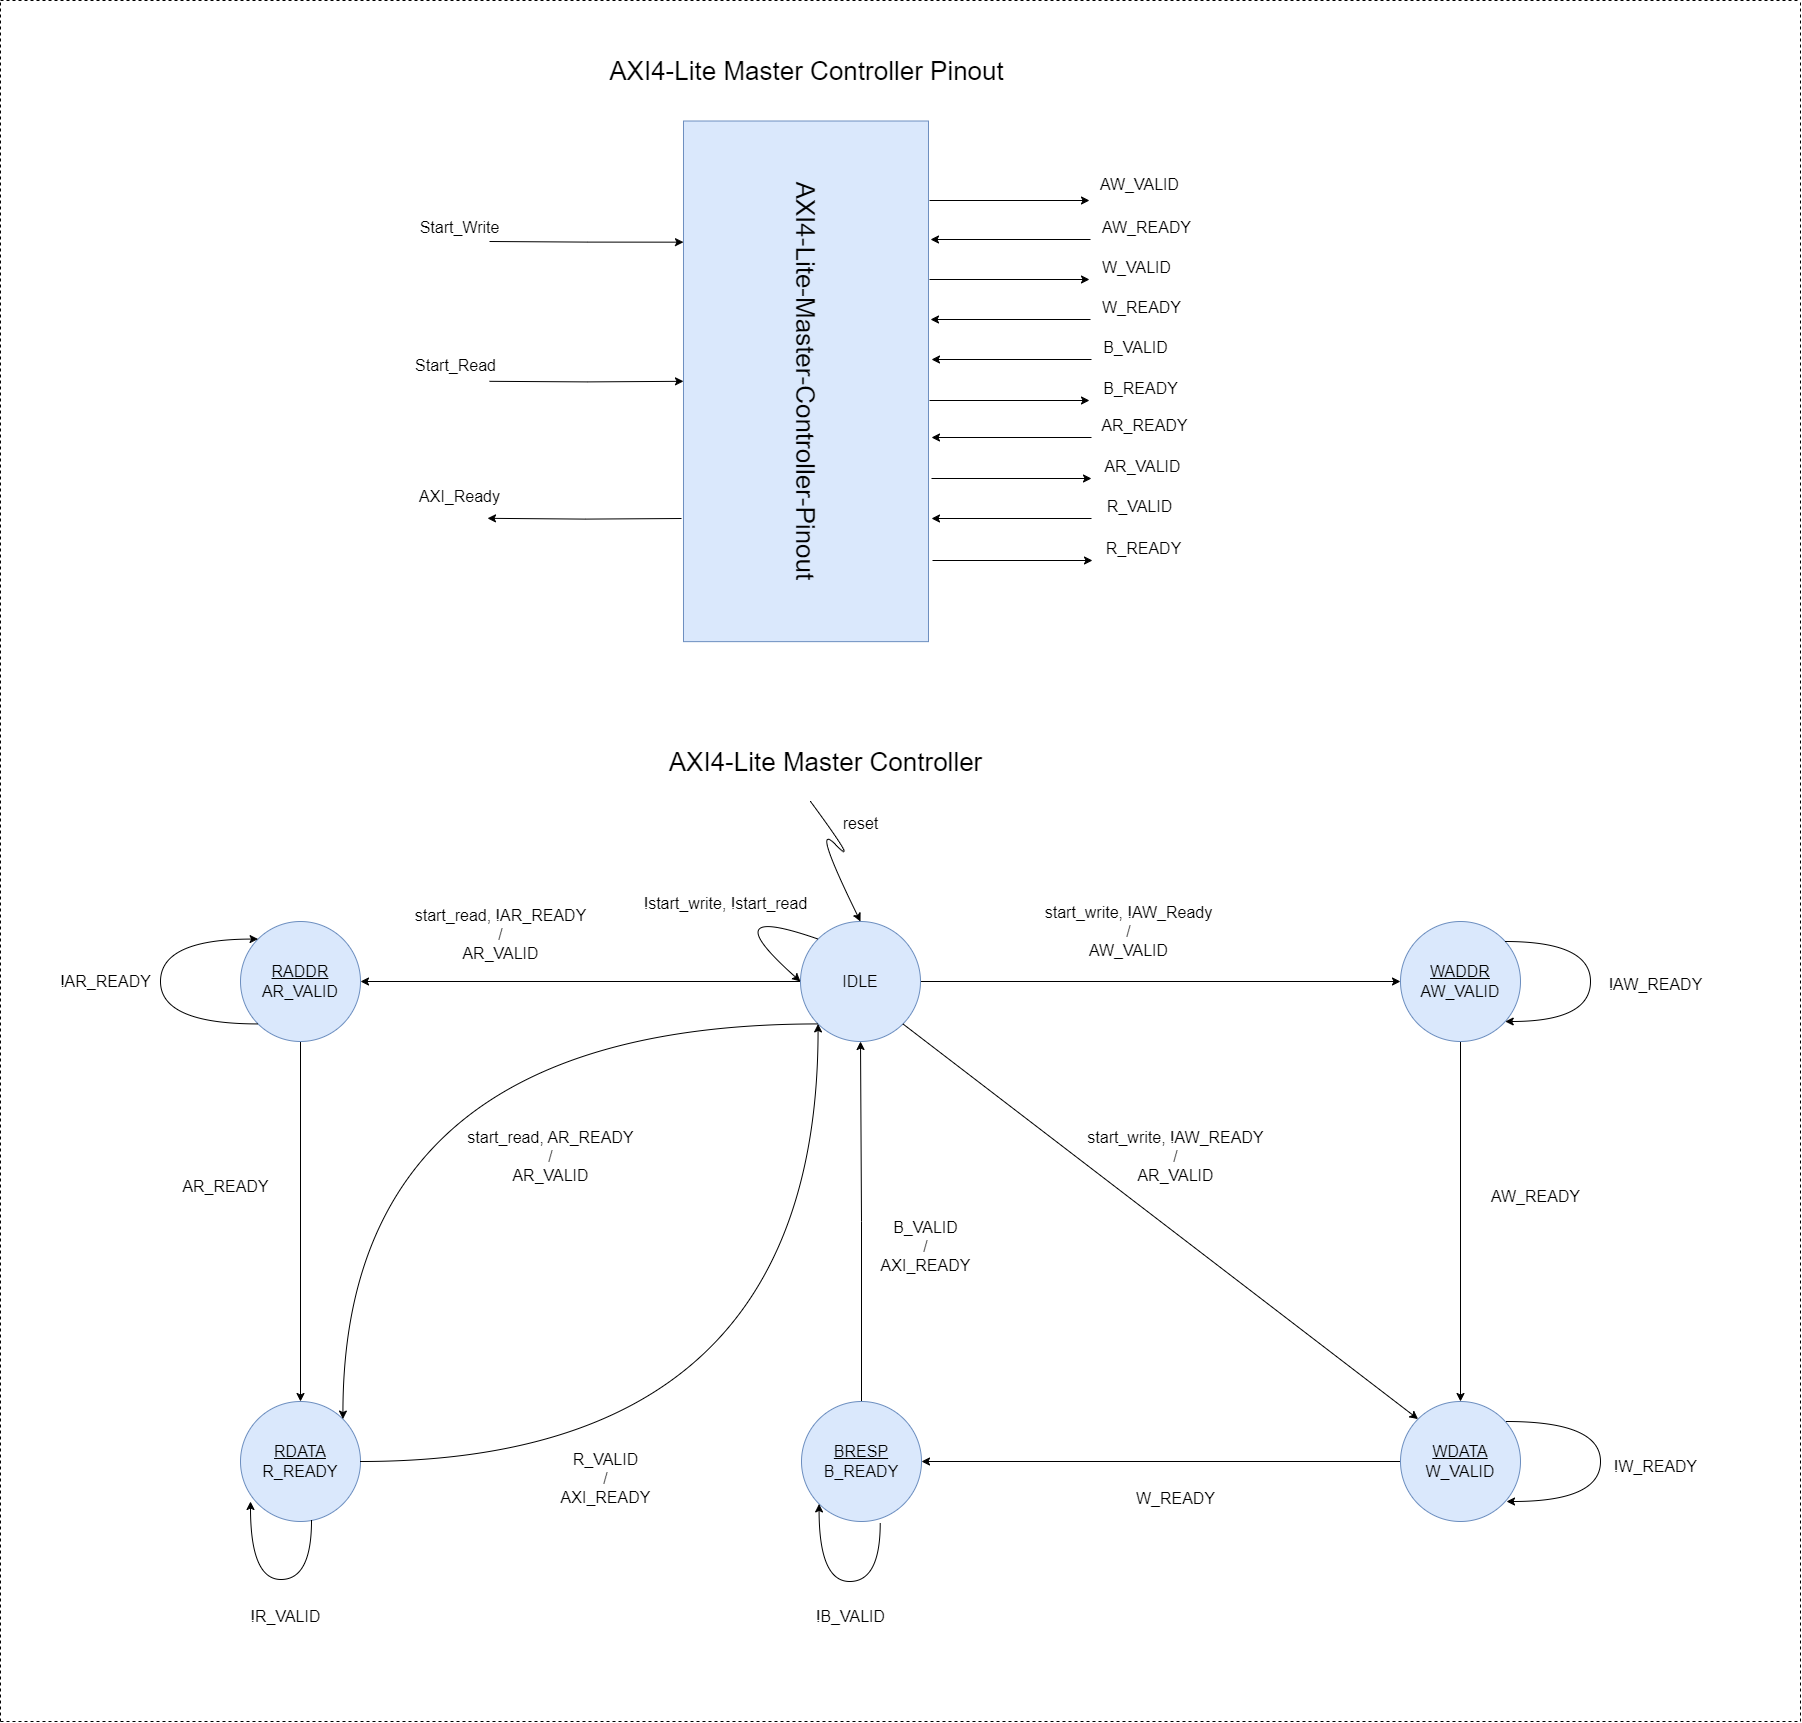 AXI4-Lite Master Controller Pinout
AXI4-Lite-Master-Controller-Pinout
Start_Write
Start_Read
AXI_Ready
AW_VALID
AW_READY
W_VALID
W_READY
B_VALID
B_READY
AR_READY
AR_VALID
R_VALID
R_READY
AXI4-Lite Master Controller
reset
!start_write, !start_read
start_read, !AR_READY
/
AR_VALID
start_write, !AW_Ready
/
AW_VALID
!AR_READY
RADDR
AR_VALID
IDLE
WADDR
AW_VALID
!AW_READY
start_read, AR_READY
/
AR_VALID
start_write, !AW_READY
/
AR_VALID
AR_READY
AW_READY
B_VALID
/
AXI_READY
RDATA
R_READY
R_VALID
/
AXI_READY
BRESP
B_READY
W_READY
WDATA
W_VALID
!W_READY
!R_VALID
!B_VALID